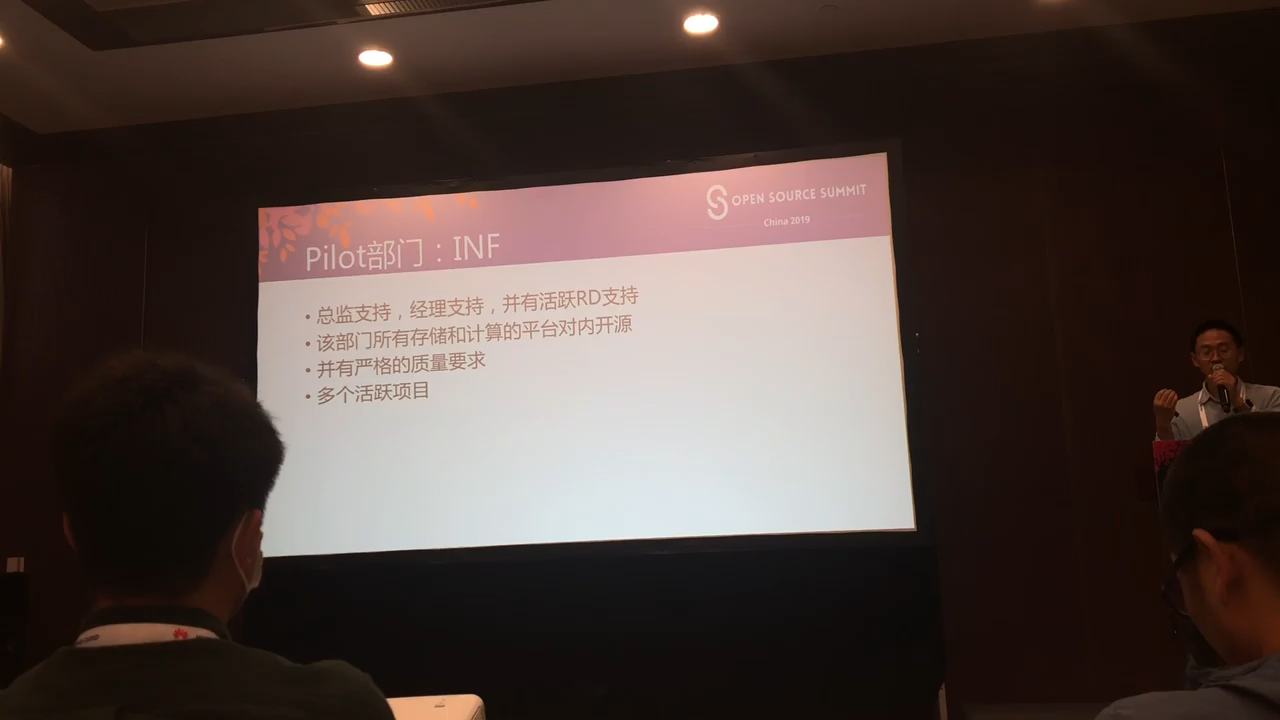 OPEN SOURCE SUMMIT
China 2019
Pilot部门：INF
• 总监支持，经理支持，并有活跃RD支持
• 该部门所有存储和计算的平台对内开源
• 并有严格的质量要求
• 多个活跃项目